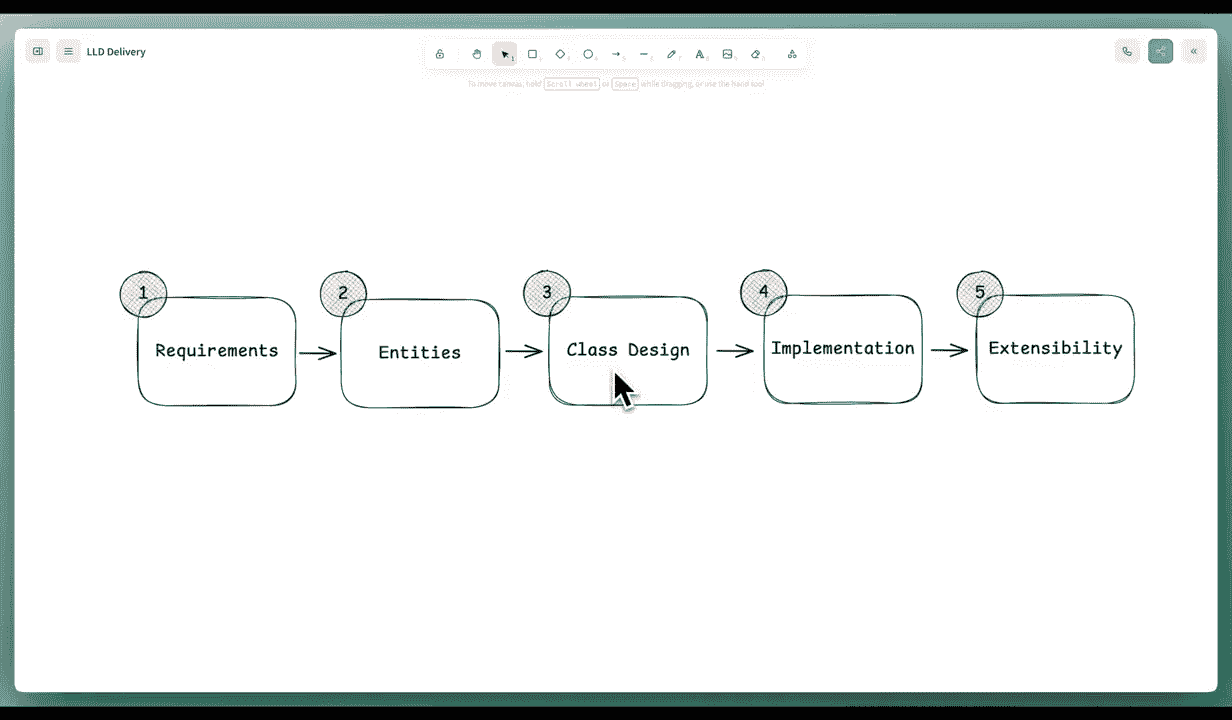 LLD Delivery
To move canvas, hold Scroll wheel or Space while dragging, or use the hand tool
1
2
3
4
5
Requirements
Entities
Class Design
Implementation
Extensibility